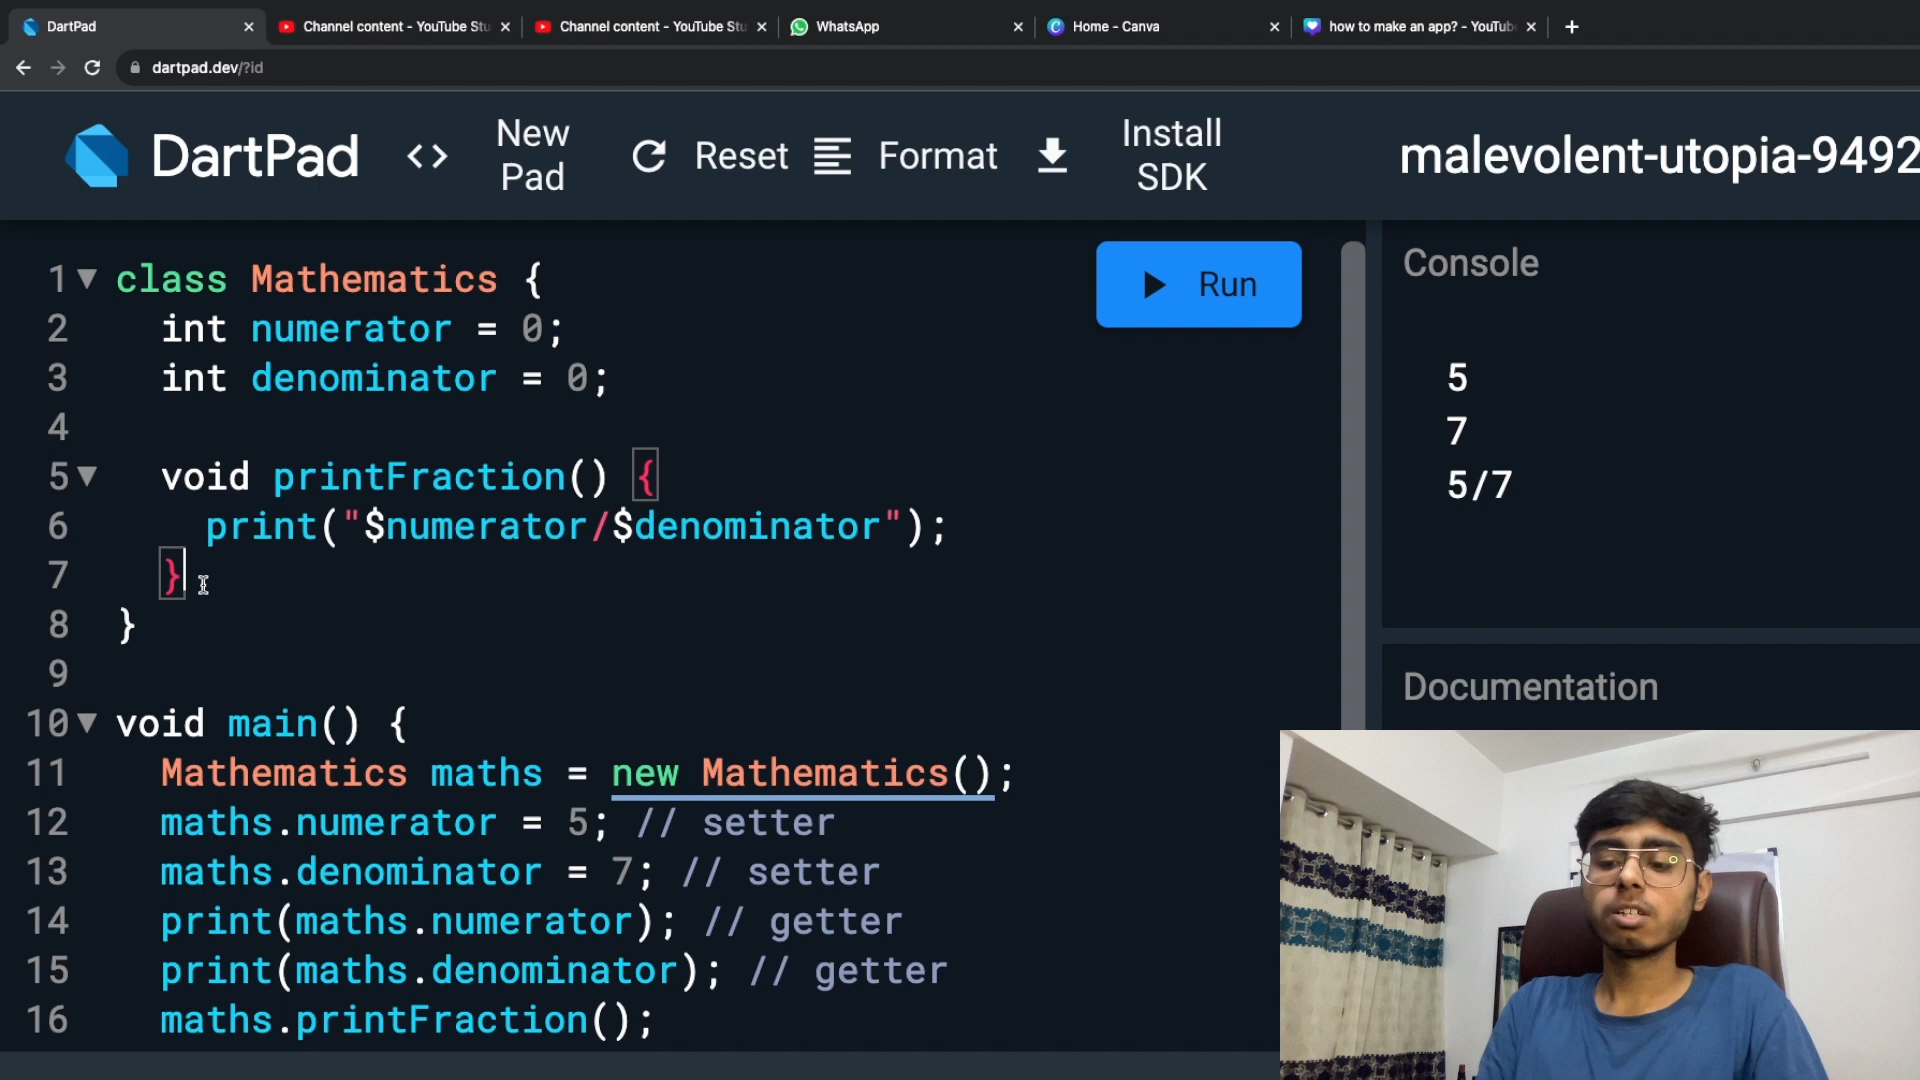 DartPad
Channel content - YouTube Stu
Channel content - YouTube Stu
WhatsApp
Home - Canva
how to make an app? - YouTub
dartpad.dev/?id
DartPad
<> New Pad
Reset
Format
Install SDK
malevolent-utopia-9492
Run
1 class Mathematics {
2 int numerator = 0;
3 int denominator = 0;
4
5 void printFraction() {
6 print("$numerator/$denominator");
7 }
8 }
9
10 void main() {
11 Mathematics maths = new Mathematics();
12 maths.numerator = 5; // setter
13 maths.denominator = 7; // setter
14 print(maths.numerator); // getter
15 print(maths.denominator); // getter
16 maths.printFraction();
Console
5
7
5/7
Documentation